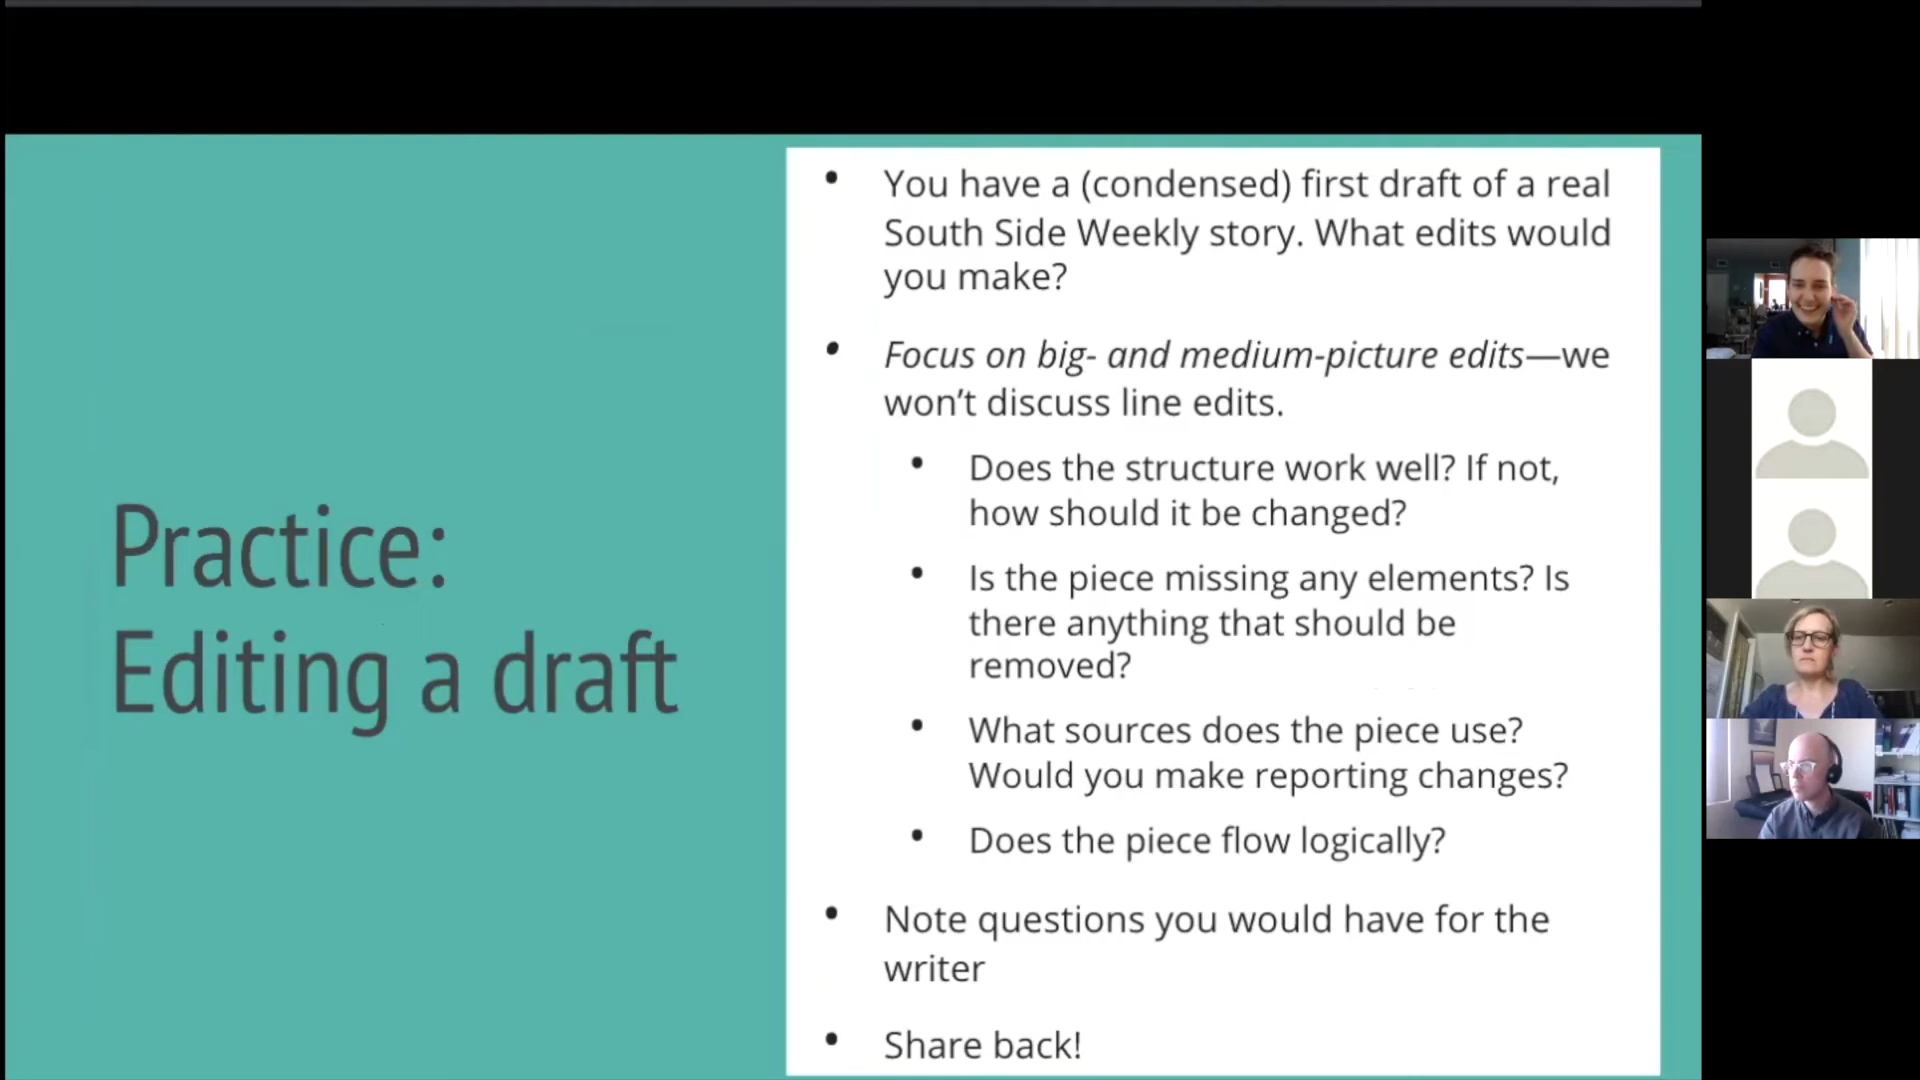 Practice:
Editing a draft
• You have a (condensed) first draft of a real
South Side Weekly story. What edits would
you make?
• Focus on big- and medium-picture edits—we
won’t discuss line edits.
• Does the structure work well? If not,
how should it be changed?
• Is the piece missing any elements? Is
there anything that should be
removed?
• What sources does the piece use?
Would you make reporting changes?
• Does the piece flow logically?
• Note questions you would have for the
writer
• Share back!